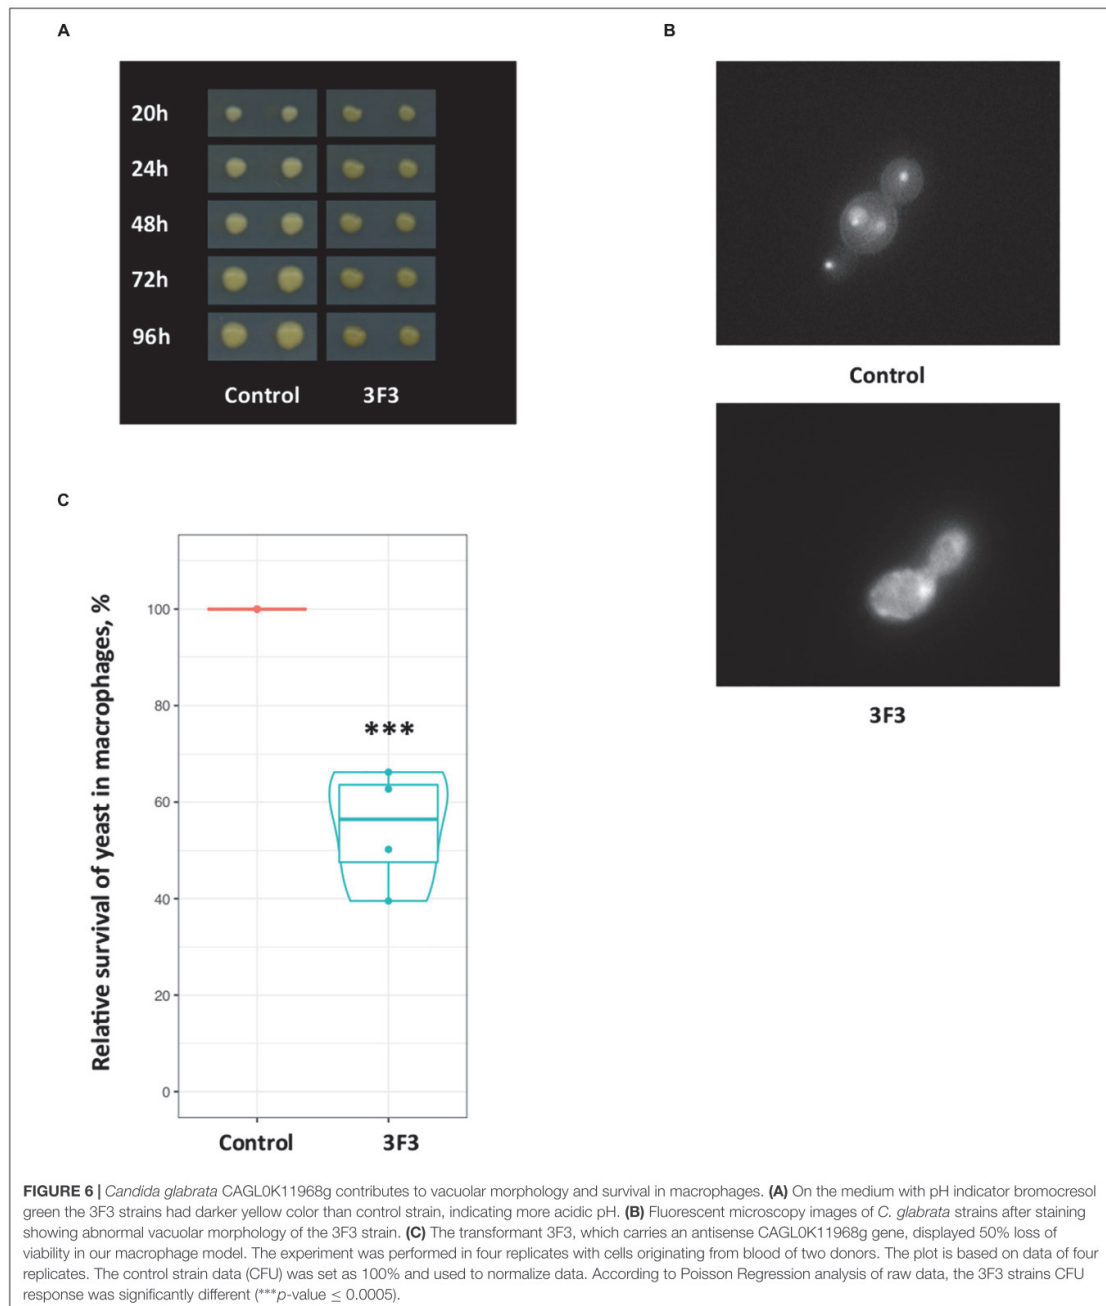 A
20h
24h
48h
72h
96h
Control
3F3
B
Control
3F3
C
Relative survival of yeast in macrophages, %
100
80
60
40
20
0
***
Control
3F3
FIGURE 6 | Candida glabrata CAGL0K11968g contributes to vacuolar morphology and survival in macrophages. (A) On the medium with pH indicator bromocresol
green the 3F3 strains had darker yellow color than control strain, indicating more acidic pH. (B) Fluorescent microscopy images of C. glabrata strains after staining
showing abnormal vacuolar morphology of the 3F3 strain. (C) The transformant 3F3, which carries an antisense CAGL0K11968g gene, displayed 50% loss of
viability in our macrophage model. The experiment was performed in four replicates with cells originating from blood of two donors. The plot is based on data of four
replicates. The control strain data (CFU) was set as 100% and used to normalize data. According to Poisson Regression analysis of raw data, the 3F3 strains CFU
response was significantly different (***p-value ≤ 0.0005).